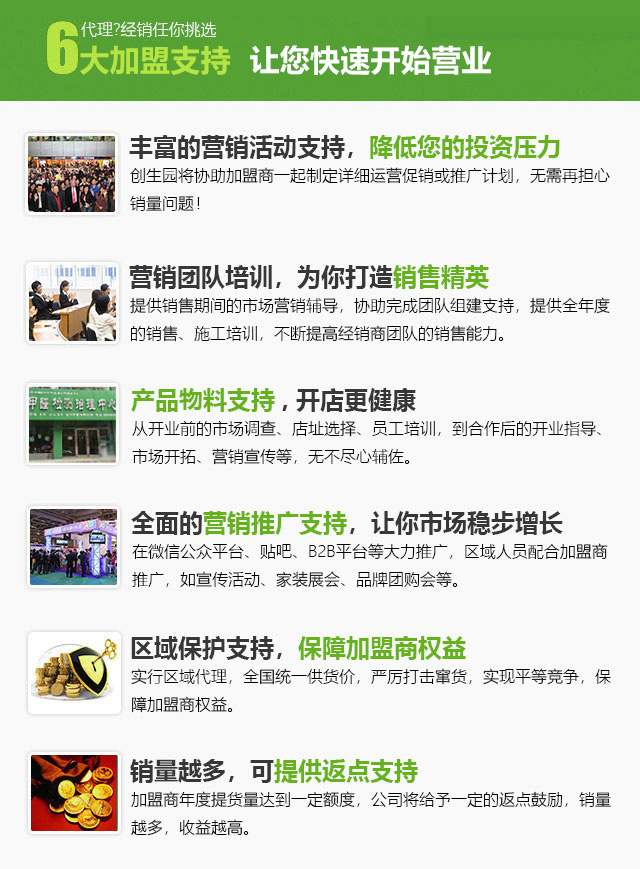 代理?经销任你挑选
6大加盟支持 让您快速开始营业
丰富的营销活动支持，降低您的投资压力
创生园将协助加盟商一起制定详细运营促销或推广计划，无需再担心
销量问题！
营销团队培训，为你打造销售精英
提供销售期间的市场营销辅导，协助完成团队组建支持，提供全年度
的销售、施工培训，不断提高经销商团队的销售能力。
甲醛检测治理中心
产品物料支持，开店更健康
从开业前的市场调查、店址选择、员工培训，到合作后的开业指导、
市场开拓、营销宣传等，无不尽心辅佐。
全面的营销推广支持，让你市场稳步增长
在微信公众平台、贴吧、B2B平台等大力推广，区域人员配合加盟商
推广，如宣传活动、家装展会、品牌团购会等。
区域保护支持，保障加盟商权益
实行区域代理，全国统一供货价，严厉打击窜货，实现平等竞争，保
障加盟商权益。
销量越多，可提供返点支持
加盟商年度提货量达到一定额度，公司将给予一定的返点鼓励，销量
越多，收益越高。